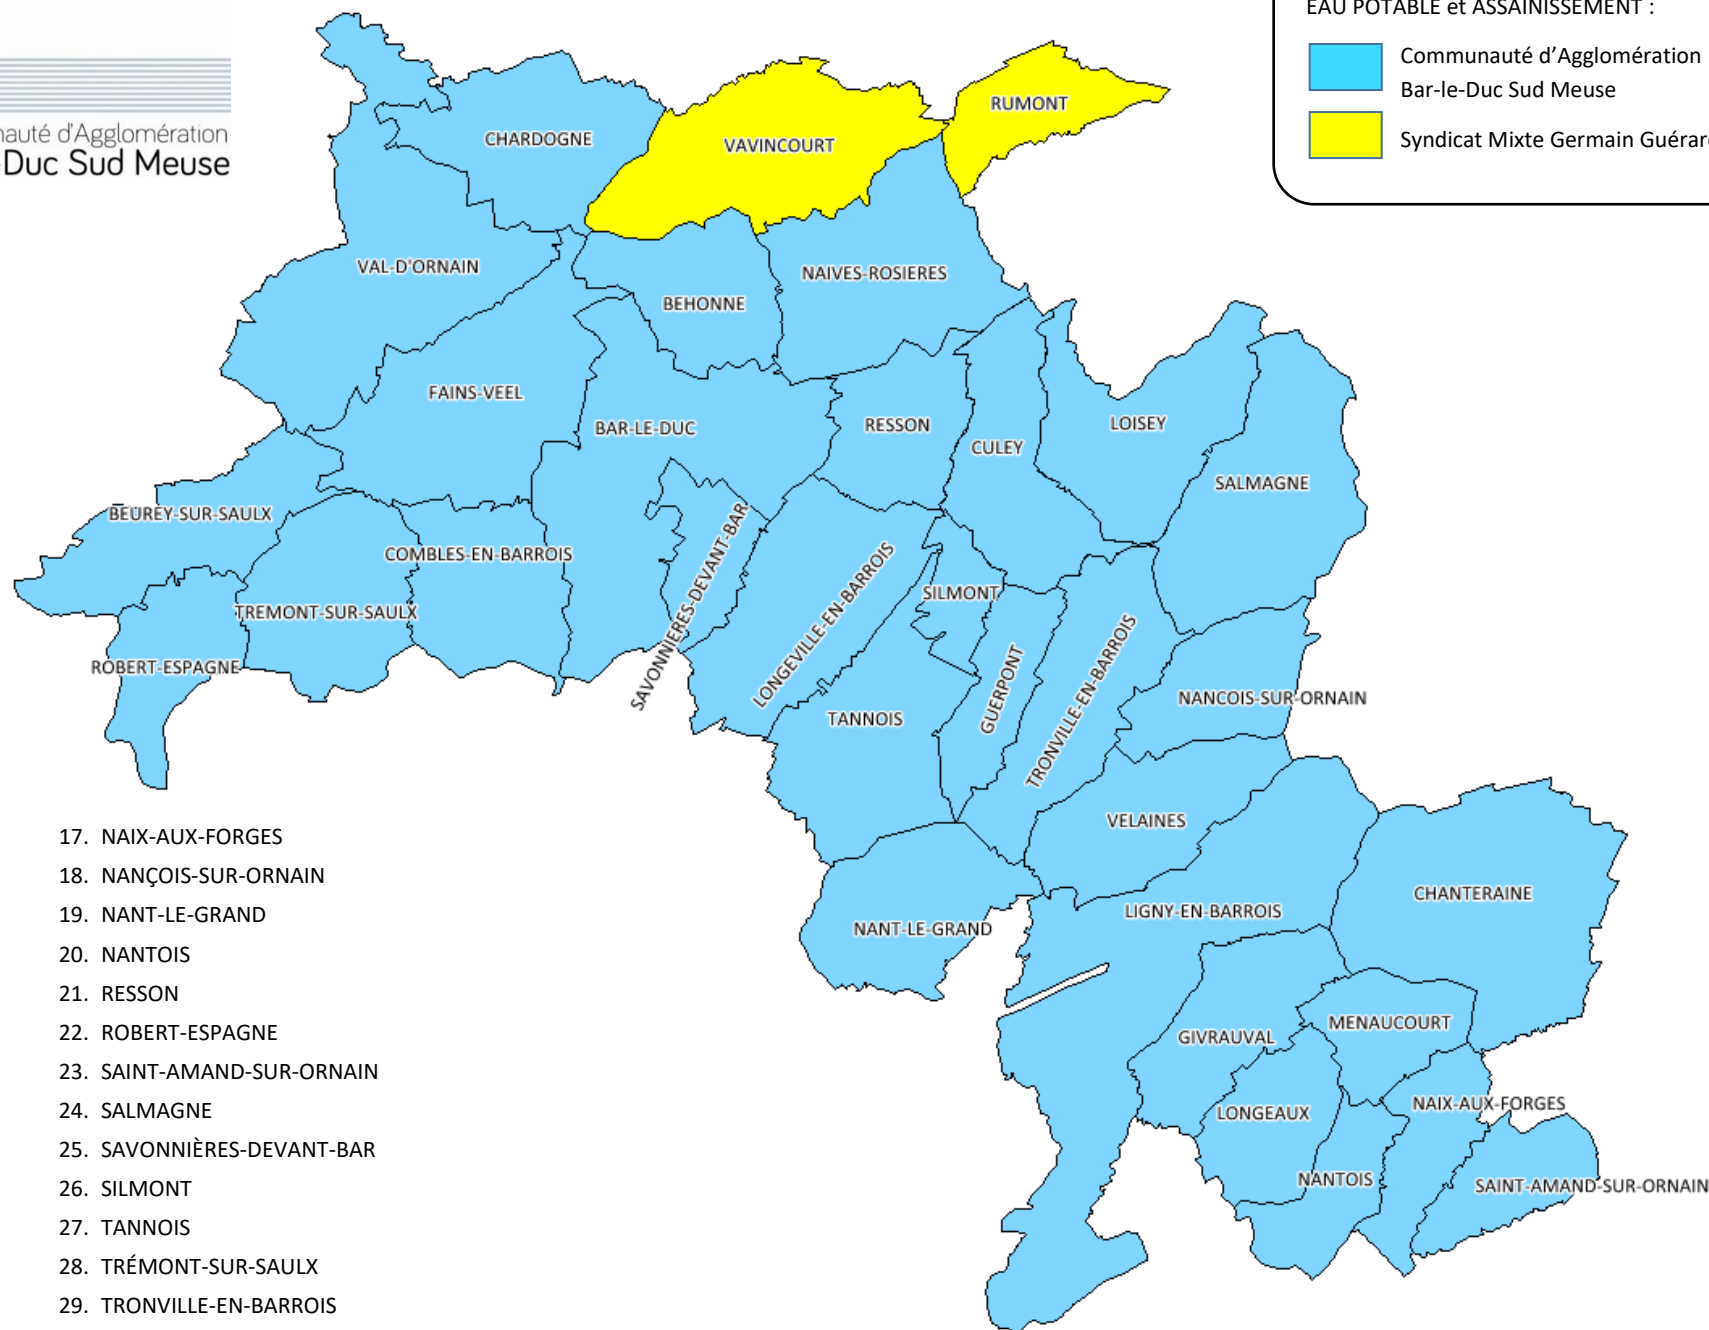 EAU POTABLE et ASSAINISSEMENT :
Communauté d'Agglomération
Bar-le-Duc Sud Meuse
Syndicat Mixte Germain
d'Agglomération
Duc Sud Meuse
CHARDOGNE
VAVINCOURT
RUMONT
VAL-D'ORNAIN
BEHONNE
NAIVES-ROSIERES
FAINS-VEEL
BAR-LE-DUC
RESSON
CULEY
LOISEY
SALMAGNE
BEUREY-SUR-SAULX
COMBLES-EN-BARROIS
TREMONT-SUR-SAULX
ROBERT-ESPAGNE
SAVONNIERES-DEVANT-BAR
LONGEVILLE-EN-BARROIS
SILMONT
GUERPONT
TRONVILLE-EN-BARROIS
TANNOIS
NANCOIS-SUR-ORNAIN
VELAINES
NANT-LE-GRAND
LIGNY-EN-BARROIS
CHANTERAINE
GIVRAUVAL
MENAUCOURT
LONGEAUX
NAIX-AUX-FORGES
NANTOIS
SAINT-AMAND-SUR-ORNAIN
17. NAIX-AUX-FORGES
18. NANÇOIS-SUR-ORNAIN
19. NANT-LE-GRAND
20. NANTOIS
21. RESSON
22. ROBERT-ESPAGNE
23. SAINT-AMAND-SUR-ORNAIN
24. SALMAGNE
25. SAVONNIÈRES-DEVANT-BAR
26. SILMONT
27. TANNOIS
28. TRÉMONT-SUR-SAULX
29. TRONVILLE-EN-BARROIS